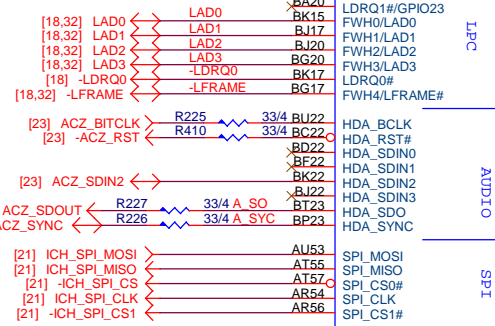 BA20 LDRQ1#/GPIO23
[18,32] LAD0 LAD0 BK15 FWH0/LAD0
[18,32] LAD1 LAD1 BJ17 FWH1/LAD1
[18,32] LAD2 LAD2 BJ20 FWH2/LAD2
[18,32] LAD3 LAD3 BG20 FWH3/LAD3
[18] -LDRQ0 -LDRQ0 BK17 LDRQ0#
[18,32] -LFRAME -LFRAME BG17 FWH4/LFRAME#
LPC
[23] ACZ_BITCLK R225 33/4 BU22 HDA_BCLK
[23] -ACZ_RST R410 33/4 BC22 HDA_RST#
BD22 HDA_SDIN0
BF22 HDA_SDIN1
[23] ACZ_SDIN2 BK22 HDA_SDIN2
BJ22 HDA_SDIN3
ACZ_SDOUT R227 33/4 A_SO BT23 HDA_SDO
ACZ_SYNC R226 33/4 A_SYC BP23 HDA_SYNC
AUDIO
[21] ICH_SPI_MOSI AU53 SPI_MOSI
[21] ICH_SPI_MISO AT55 SPI_MISO
[21] -ICH_SPI_CS AT57 SPI_CS0#
[21] ICH_SPI_CLK AR54 SPI_CLK
[21] -ICH_SPI_CS1 AR56 SPI_CS1#
SPI